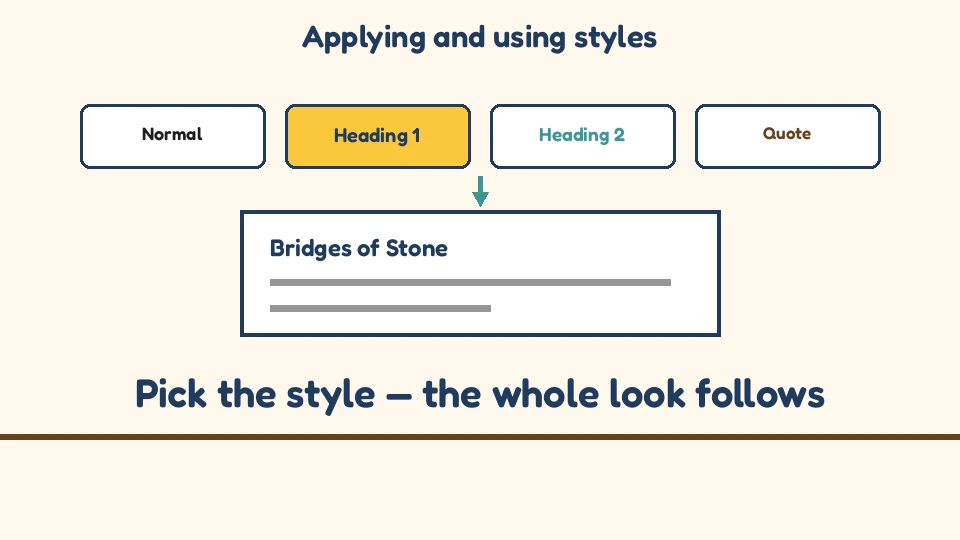 Applying and using styles
Normal
Heading 1
Heading 2
Quote
Bridges of Stone
Pick the style — the whole look follows